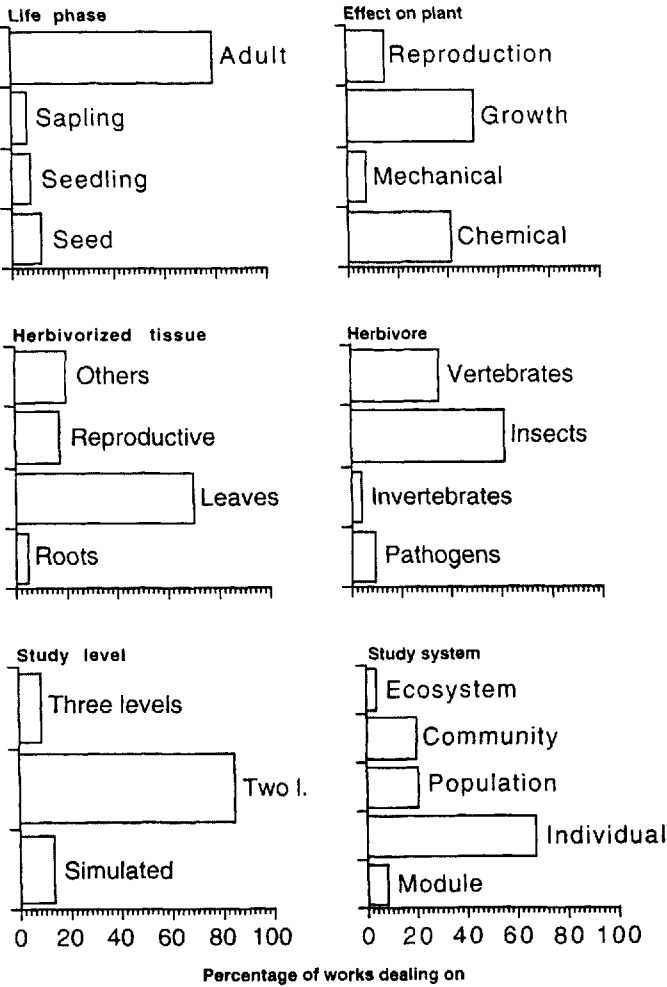 Life phase
Adult
Sapling
Seedling
Seed
Effect on plant
Reproduction
Growth
Mechanical
Chemical
Herbivorized tissue
Others
Reproductive
Leaves
Roots
Herbivore
Vertebrates
Insects
Invertebrates
Pathogens
Study level
Three levels
Two l.
Simulated
0 20 40 60 80 100
Study system
Ecosystem
Community
Population
Individual
Module
0 20 40 60 80 100
Percentage of works dealing on